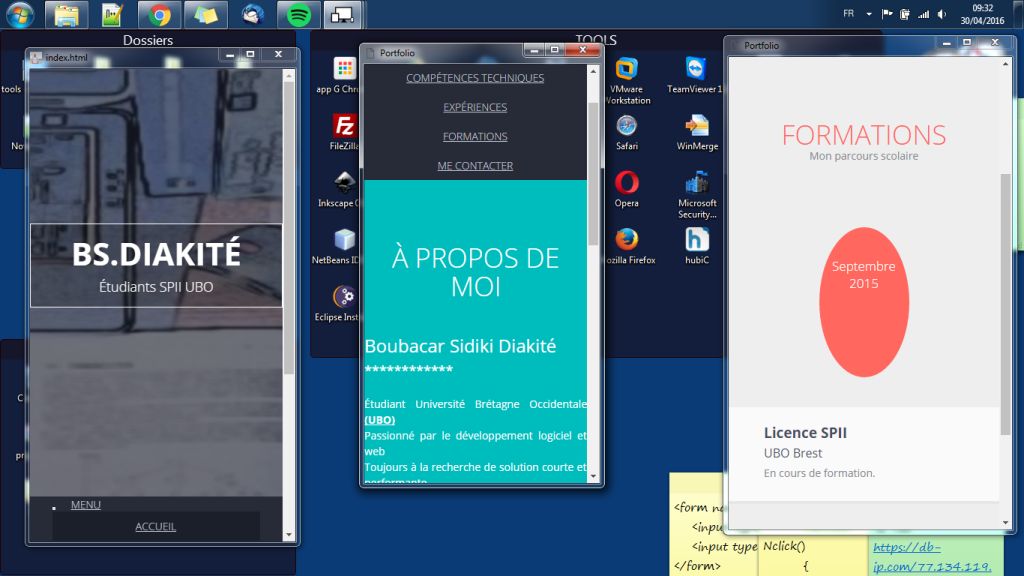 FR
09:32
30/04/2016
Dossiers
TOOLS
tools
index.html
BS.DIAKITÉ
Étudiants SPII UBO
MENU
ACCUEIL
Portfolio
COMPÉTENCES TECHNIQUES
EXPÉRIENCES
FORMATIONS
ME CONTACTER
À PROPOS DE
MOI
Boubacar Sidiki Diakité
************
Étudiant Université Brétagne Occidentale
(UBO)
Passionné par le développement logiciel et
web
Toujours à la recherche de solution courte et
performante
app G Chro
FileZilla
Inkscape
NetBeans ID
Eclipse Inst
VMware
Workstation
TeamViewer 1
Safari
WinMerge
Opera
Microsoft
Security...
ozilla Firefox
hubiC
Portfolio
FORMATIONS
Mon parcours scolaire
Septembre
2015
Licence SPII
UBO Brest
En cours de formation.
<form
<input type
</form>
Nclick()
{
https://db-
ip.com/77.134.119.